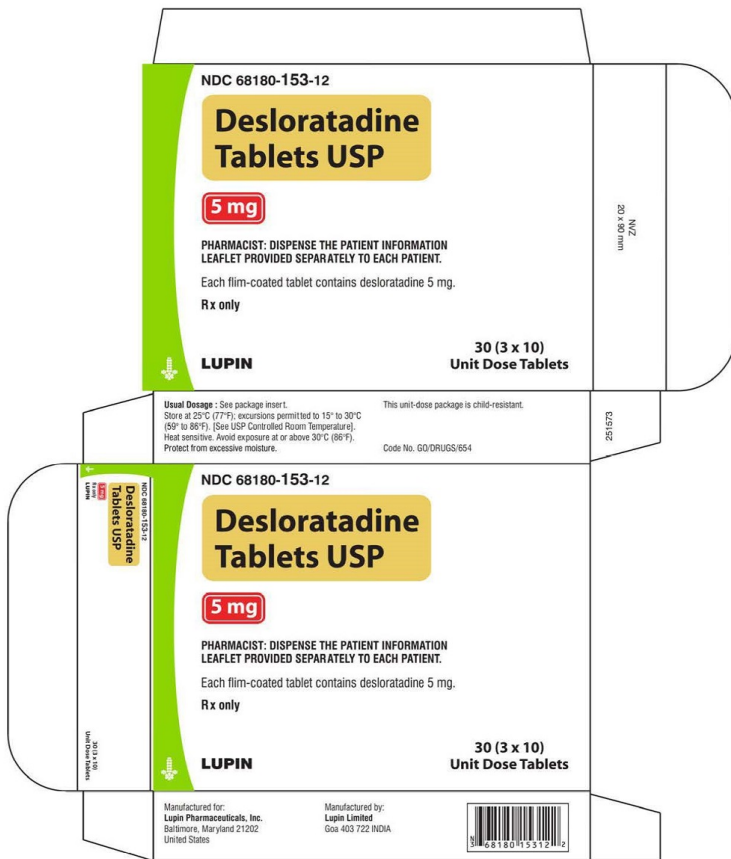 NDC 68180-153-12
Desloratadine
Tablets USP
5 mg
PHARMACIST: DISPENSE THE PATIENT INFORMATION
LEAFLET PROVIDED SEPARATELY TO EACH PATIENT.
Each flim-coated tablet contains desloratadine 5 mg.
Rx only
LUPIN
30 (3 x 10)
Unit Dose Tablets
NVZ
20 x 90 mm
Usual Dosage : See package insert.
Store at 25°C (77°F); excursions permitted to 15° to 30°C
(59° to 86°F). [See USP Controlled Room Temperature].
Heat sensitive. Avoid exposure at or above 30°C (86°F).
Protect from excessive moisture.
This unit-dose package is child-resistant.
Code No. GO/DRUGS/654
251573
NDC 68180-153-12
Desloratadine
Tablets USP
5 mg
Rx only
LUPIN
30 (3 x 10)
Unit Dose Tablets
NDC 68180-153-12
Desloratadine
Tablets USP
5 mg
PHARMACIST: DISPENSE THE PATIENT INFORMATION
LEAFLET PROVIDED SEPARATELY TO EACH PATIENT.
Each flim-coated tablet contains desloratadine 5 mg.
Rx only
LUPIN
30 (3 x 10)
Unit Dose Tablets
Manufactured for:
Lupin Pharmaceuticals, Inc.
Baltimore, Maryland 21202
United States
Manufactured by:
Lupin Limited
Goa 403 722 INDIA
N
3 68180 15312 2